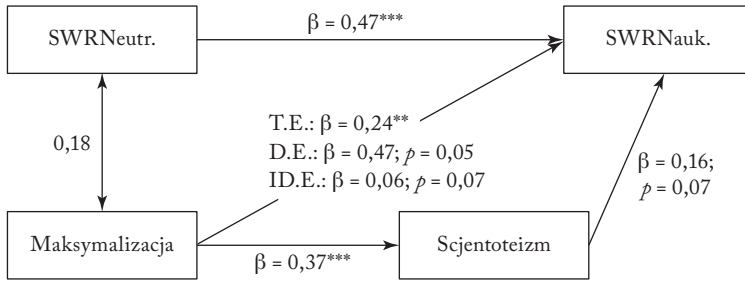 SWRNeutr.
β = 0,47***
SWRNauk.
0,18
T.E.: β = 0,24**
D.E.: β = 0,47; p = 0,05
ID.E.: β = 0,06; p = 0,07
β = 0,16;
p = 0,07
Maksymalizacja
β = 0,37***
Scjentoteizm